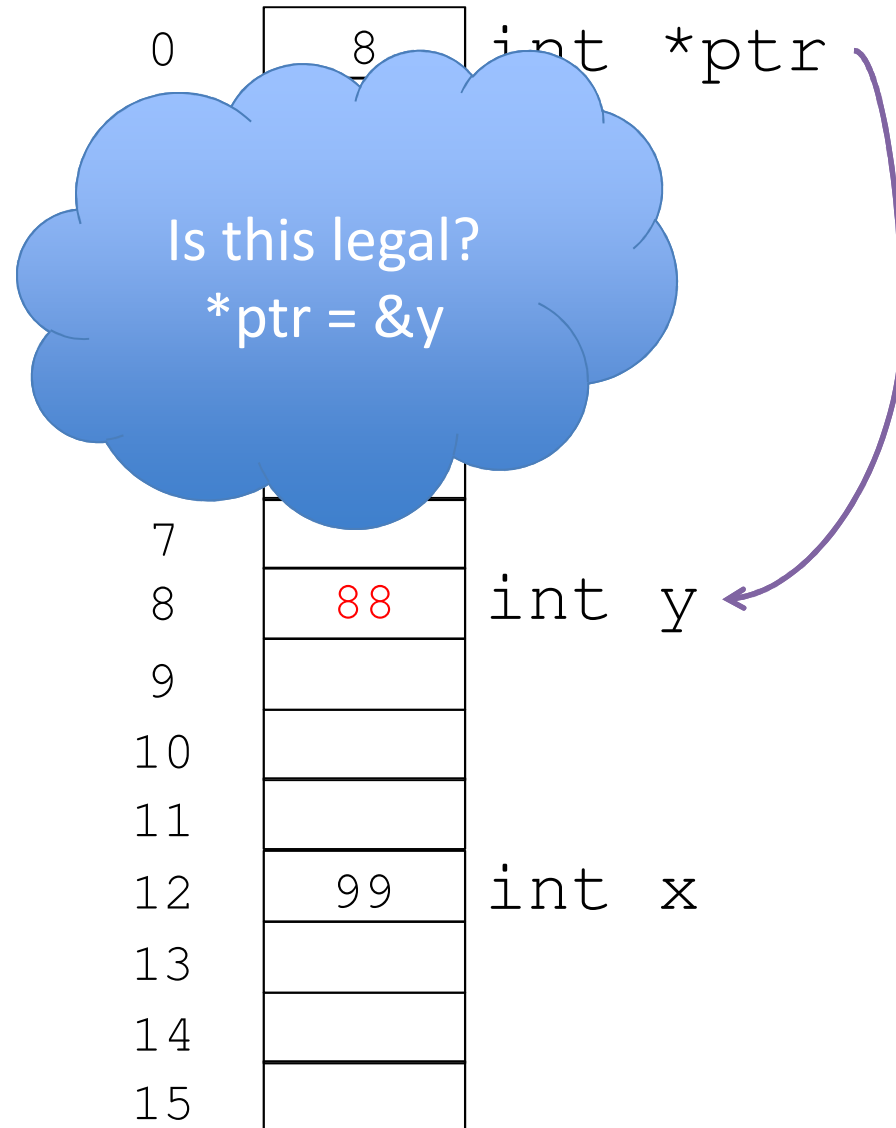 0 8 int *ptr
Is this legal?
*ptr = &y
7
8 88 int y
9
10
11
12 99 int x
13
14
15